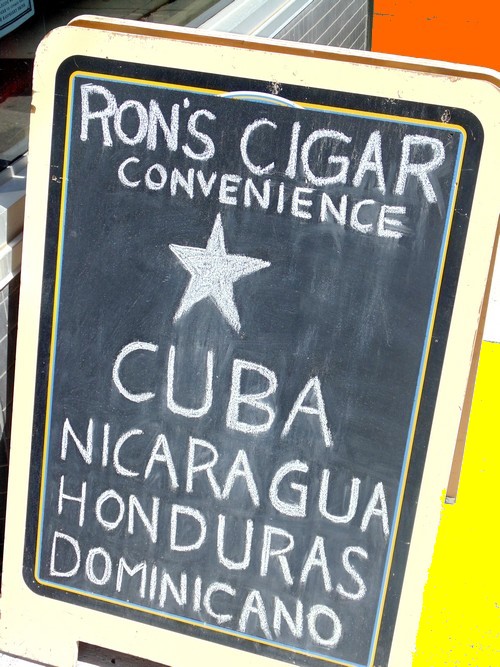 RON'S CIGAR
CONVENIENCE
CUBA
NICARAGUA
HONDURAS
DOMINICANO